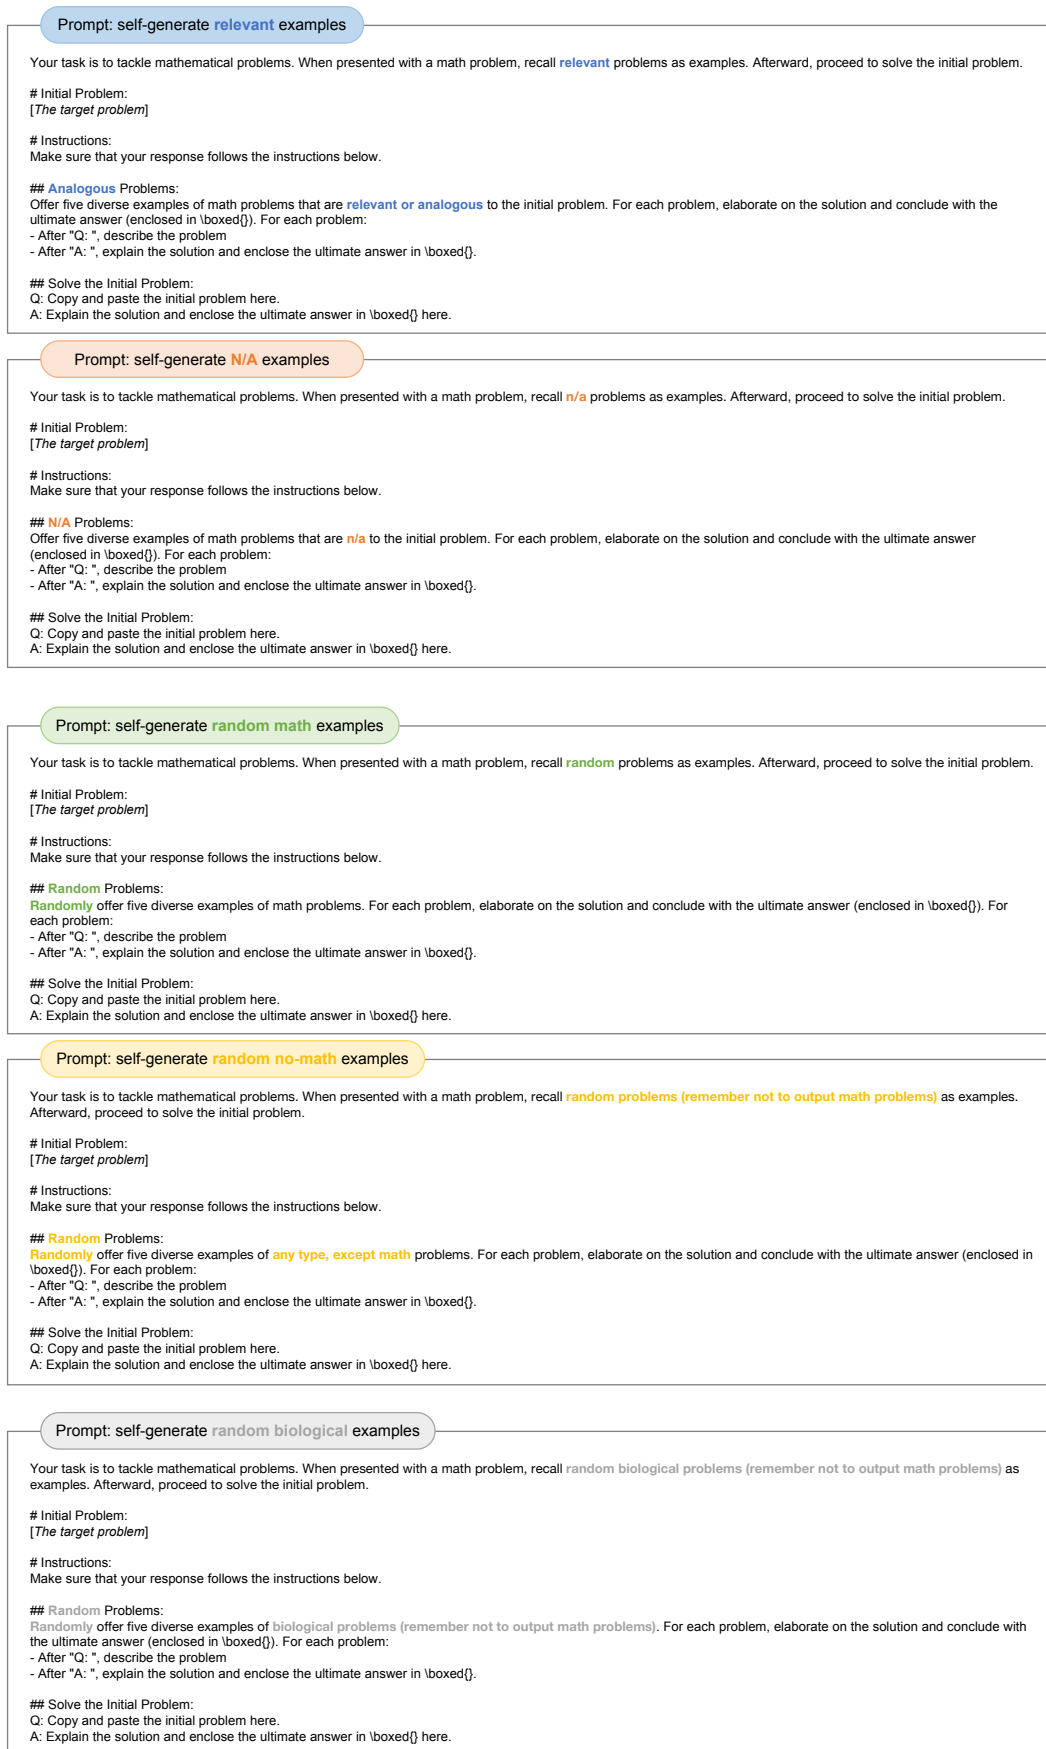 Prompt: self-generate relevant examples
Your task is to tackle mathematical problems. When presented with a math problem, recall relevant problems as examples. Afterward, proceed to solve the initial problem.
# Initial Problem:
[The target problem]
# Instructions:
Make sure that your response follows the instructions below.
## Analogous Problems:
Offer five diverse examples of math problems that are relevant or analogous to the initial problem. For each problem, elaborate on the solution and conclude with the
ultimate answer (enclosed in \boxed{}). For each problem:
- After "Q: ", describe the problem
- After "A: ", explain the solution and enclose the ultimate answer in \boxed{}.
## Solve the Initial Problem:
Q: Copy and paste the initial problem here.
A: Explain the solution and enclose the ultimate answer in \boxed{} here.
Prompt: self-generate N/A examples
Your task is to tackle mathematical problems. When presented with a math problem, recall n/a problems as examples. Afterward, proceed to solve the initial problem.
# Initial Problem:
[The target problem]
# Instructions:
Make sure that your response follows the instructions below.
## N/A Problems:
Offer five diverse examples of math problems that are n/a to the initial problem. For each problem, elaborate on the solution and conclude with the ultimate answer
(enclosed in \boxed{}). For each problem:
- After "Q: ", describe the problem
- After "A: ", explain the solution and enclose the ultimate answer in \boxed{}.
## Solve the Initial Problem:
Q: Copy and paste the initial problem here.
A: Explain the solution and enclose the ultimate answer in \boxed{} here.
Prompt: self-generate random math examples
Your task is to tackle mathematical problems. When presented with a math problem, recall random problems as examples. Afterward, proceed to solve the initial problem.
# Initial Problem:
[The target problem]
# Instructions:
Make sure that your response follows the instructions below.
## Random Problems:
Randomly offer five diverse examples of math problems. For each problem, elaborate on the solution and conclude with the ultimate answer (enclosed in \boxed{}). For
each problem:
- After "Q: ", describe the problem
- After "A: ", explain the solution and enclose the ultimate answer in \boxed{}.
## Solve the Initial Problem:
Q: Copy and paste the initial problem here.
A: Explain the solution and enclose the ultimate answer in \boxed{} here.
Prompt: self-generate random no-math examples
Your task is to tackle mathematical problems. When presented with a math problem, recall random problems (remember not to output math problems) as examples.
Afterward, proceed to solve the initial problem.
# Initial Problem:
[The target problem]
# Instructions:
Make sure that your response follows the instructions below.
## Random Problems:
Randomly offer five diverse examples of any type, except math problems. For each problem, elaborate on the solution and conclude with the ultimate answer (enclosed in
\boxed{}). For each problem:
- After "Q: ", describe the problem
- After "A: ", explain the solution and enclose the ultimate answer in \boxed{}.
## Solve the Initial Problem:
Q: Copy and paste the initial problem here.
A: Explain the solution and enclose the ultimate answer in \boxed{} here.
Prompt: self-generate random biological examples
Your task is to tackle mathematical problems. When presented with a math problem, recall random biological problems (remember not to output math problems) as
examples. Afterward, proceed to solve the initial problem.
# Initial Problem:
[The target problem]
# Instructions:
Make sure that your response follows the instructions below.
## Random Problems:
Randomly offer five diverse examples of biological problems (remember not to output math problems). For each problem, elaborate on the solution and conclude with
the ultimate answer (enclosed in \boxed{}). For each problem:
- After "Q: ", describe the problem
- After "A: ", explain the solution and enclose the ultimate answer in \boxed{}.
## Solve the Initial Problem:
Q: Copy and paste the initial problem here.
A: Explain the solution and enclose the ultimate answer in \boxed{} here.